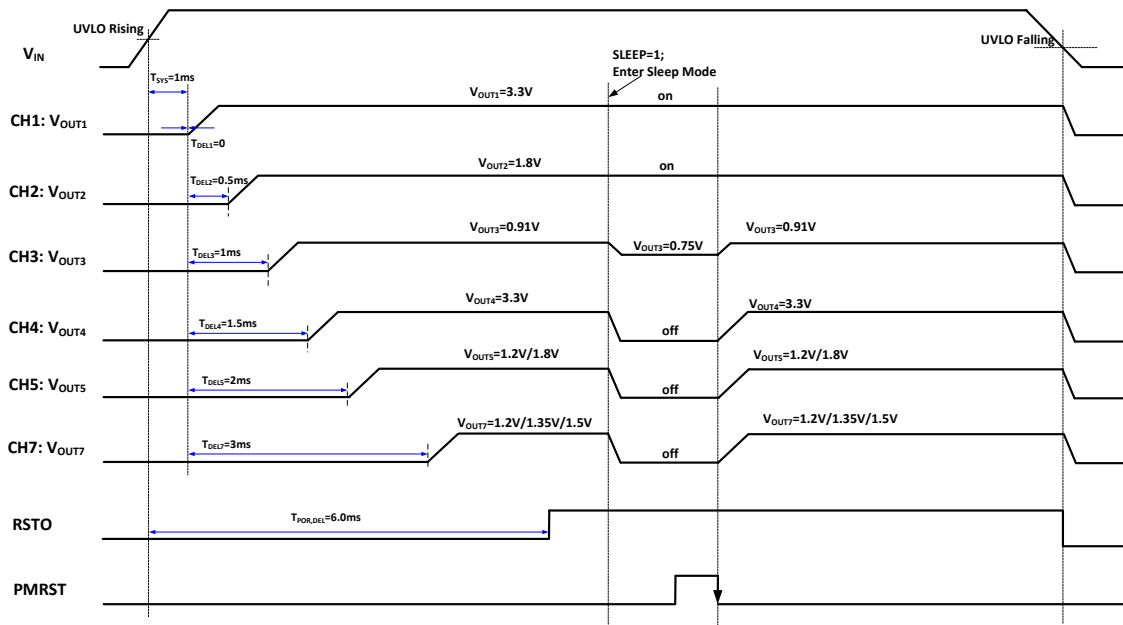 UVLO Rising
UVLO Falling
VIN
SLEEP=1;
Enter Sleep Mode
TSYS=1ms
VOUT1=3.3V
on
CH1: VOUT1
TDEL1=0
VOUT2=1.8V
on
TDEL2=0.5ms
CH2: VOUT2
VOUT3=0.91V
VOUT3=0.75V
VOUT3=0.91V
TDEL3=1ms
CH3: VOUT3
VOUT4=3.3V
VOUT4=3.3V
TDEL4=1.5ms
off
CH4: VOUT4
VOUT5=1.2V/1.8V
VOUT5=1.2V/1.8V
TDEL5=2ms
off
CH5: VOUT5
VOUT7=1.2V/1.35V/1.5V
VOUT7=1.2V/1.35V/1.5V
TDEL7=3ms
off
CH7: VOUT7
TPOR,DEL=6.0ms
RSTO
PMRST